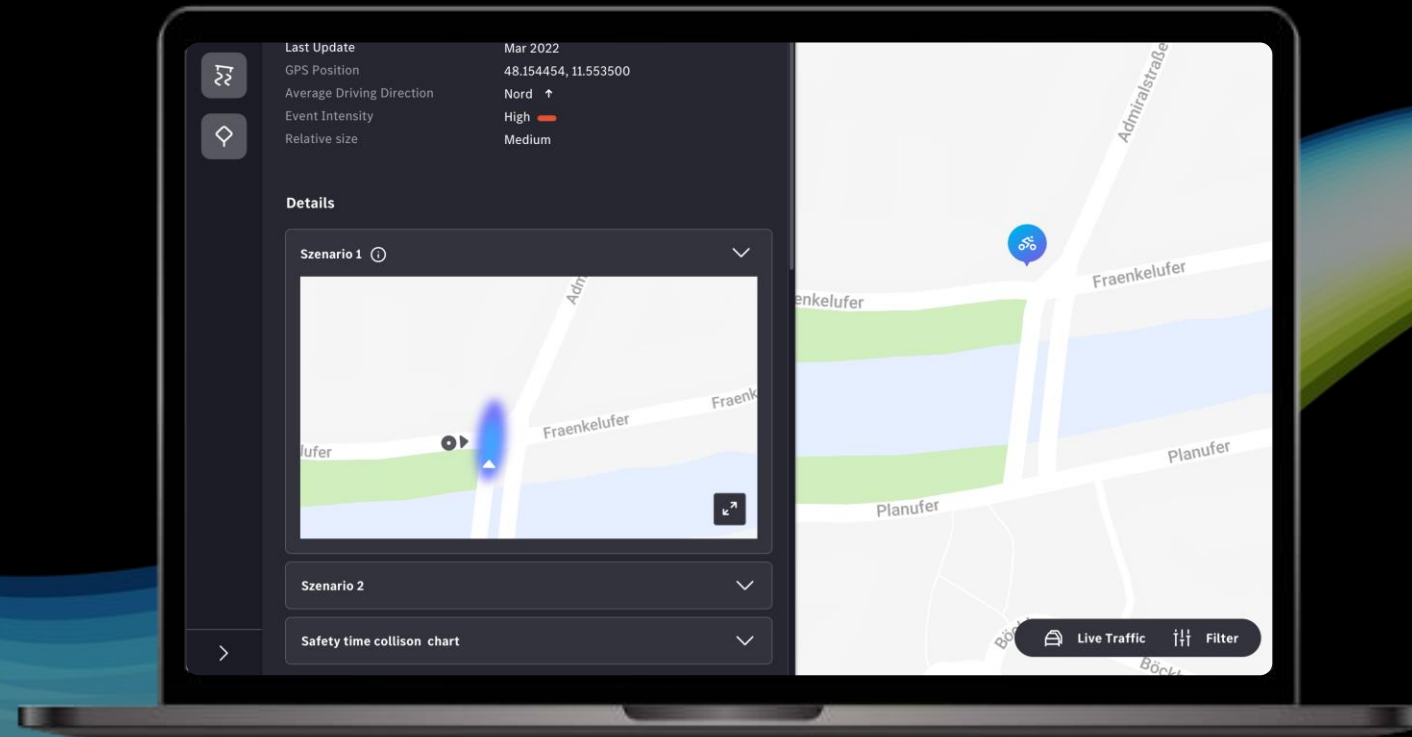 Last Update Mar 2022
GPS Position 48.154454, 11.553500
Average Driving Direction Nord ↑
Event Intensity High
Relative size Medium
Details
Szenario 1
Adm
Fraenk
Fraenkelufer
lufer
Szenario 2
Safety time collison chart
Admiralstraße
Fraenkelufer
enkelufer
Planufer
Planufer
Live Traffic Filter